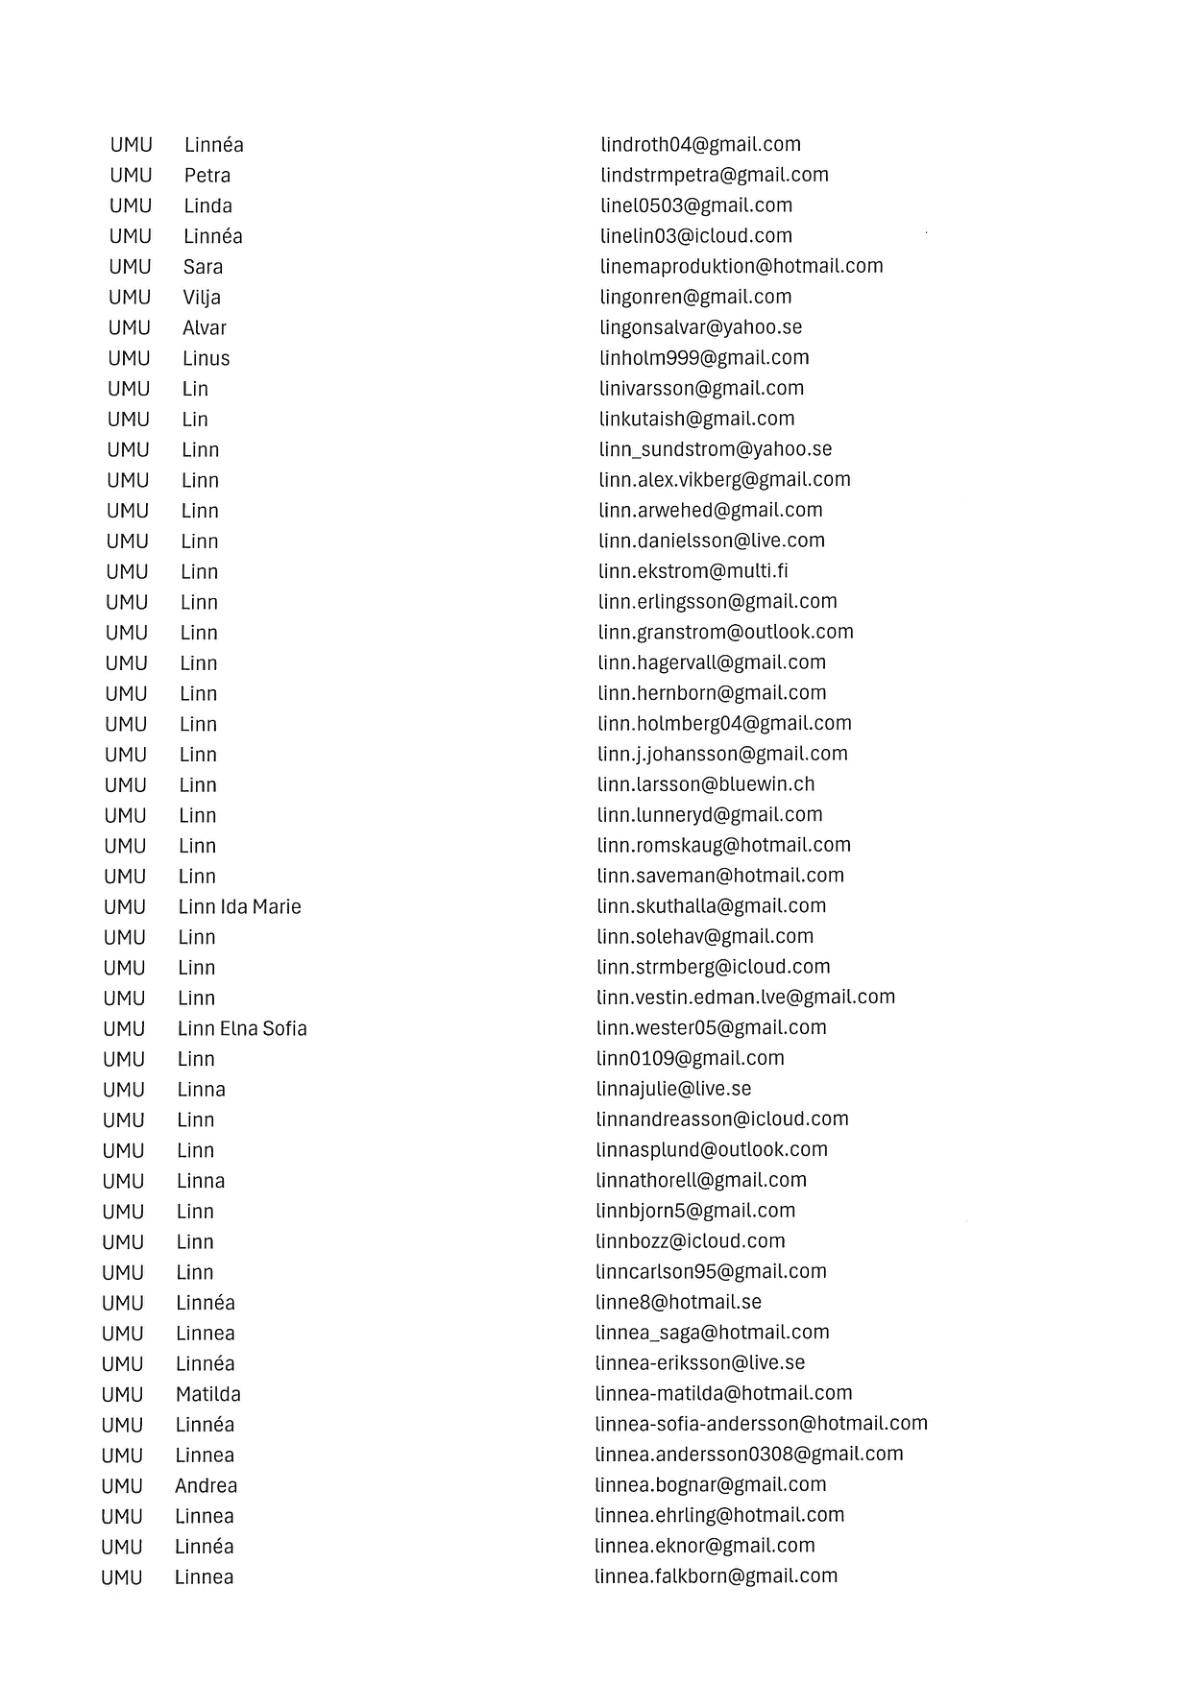 UMU Linnéa lindroth04@gmail.com
UMU Petra lindstrmpetra@gmail.com
UMU Linda linel0503@gmail.com
UMU Linnéa linelin03@icloud.com
UMU Sara linemaproduktion@hotmail.com
UMU Vilja lingonren@gmail.com
UMU Alvar lingonsalvar@yahoo.se
UMU Linus linholm999@gmail.com
UMU Lin linivarsson@gmail.com
UMU Lin linkutaish@gmail.com
UMU Linn linn_sundstrom@yahoo.se
UMU Linn linn.alex.vikberg@gmail.com
UMU Linn linn.arwehed@gmail.com
UMU Linn linn.danielsson@live.com
UMU Linn linn.ekstrom@multi.fi
UMU Linn linn.erlingsson@gmail.com
UMU Linn linn.granstrom@outlook.com
UMU Linn linn.hagervall@gmail.com
UMU Linn linn.hernborn@gmail.com
UMU Linn linn.holmberg04@gmail.com
UMU Linn linn.j.johansson@gmail.com
UMU Linn linn.larsson@bluewin.ch
UMU Linn linn.lunneryd@gmail.com
UMU Linn linn.romskaug@hotmail.com
UMU Linn linn.saveman@hotmail.com
UMU Linn Ida Marie linn.skuthalla@gmail.com
UMU Linn linn.solehav@gmail.com
UMU Linn linn.strmberg@icloud.com
UMU Linn linn.vestin.edman.lve@gmail.com
UMU Linn Elna Sofia linn.wester05@gmail.com
UMU Linn linn0109@gmail.com
UMU Linna linnajulie@live.se
UMU Linn linnandreasson@icloud.com
UMU Linn linnasplund@outlook.com
UMU Linna linnathorell@gmail.com
UMU Linn linnbjorn5@gmail.com
UMU Linn linnbozz@icloud.com
UMU Linn linncarlson95@gmail.com
UMU Linnéa linne8@hotmail.se
UMU Linnea linnea_saga@hotmail.com
UMU Linnéa linnea-eriksson@live.se
UMU Matilda linnea-matilda@hotmail.com
UMU Linnéa linnea-sofia-andersson@hotmail.com
UMU Linnea linnea.andersson0308@gmail.com
UMU Andrea linnea.bognar@gmail.com
UMU Linnea linnea.ehrling@hotmail.com
UMU Linnéa linnea.eknor@gmail.com
UMU Linnea linnea.falkborn@gmail.com